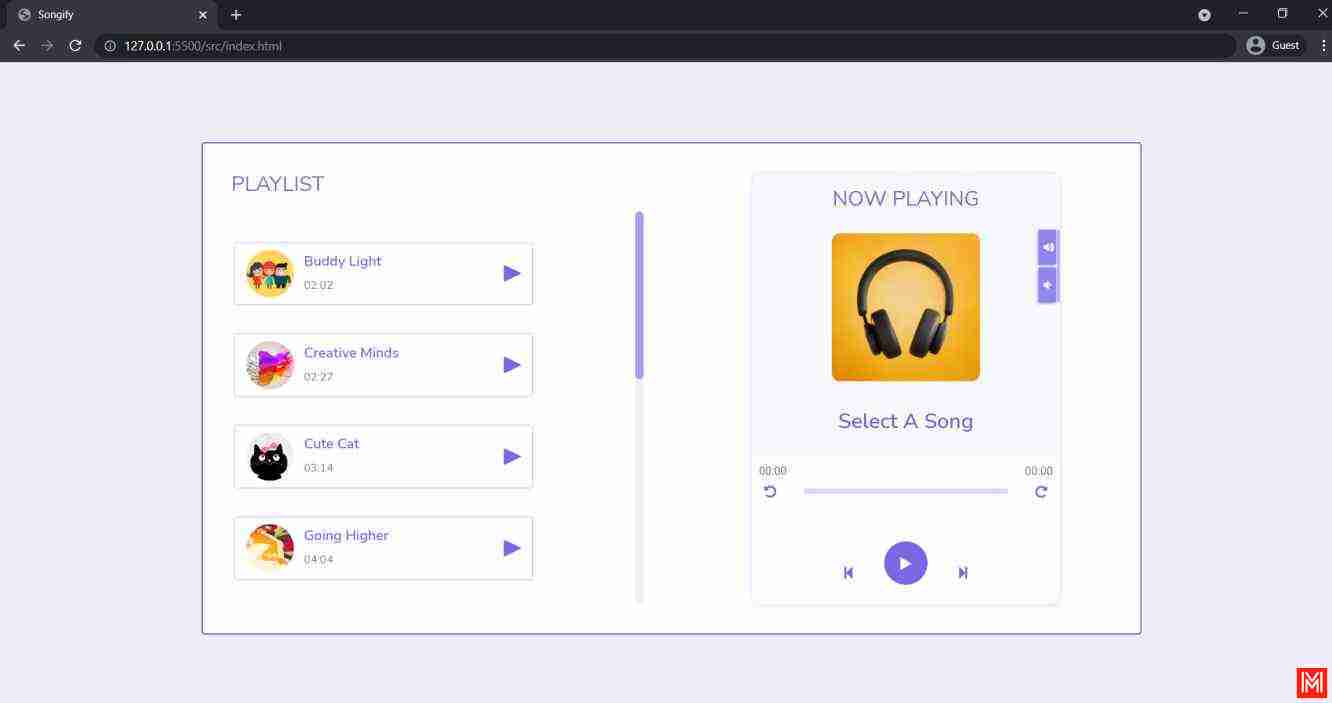 Songify
127.0.0.1:5500/src/index.html
Guest
PLAYLIST
Buddy Light
02:02
Creative Minds
02:27
Cute Cat
03:14
Going Higher
04:04
NOW PLAYING
Select A Song
00:00 00:00
M